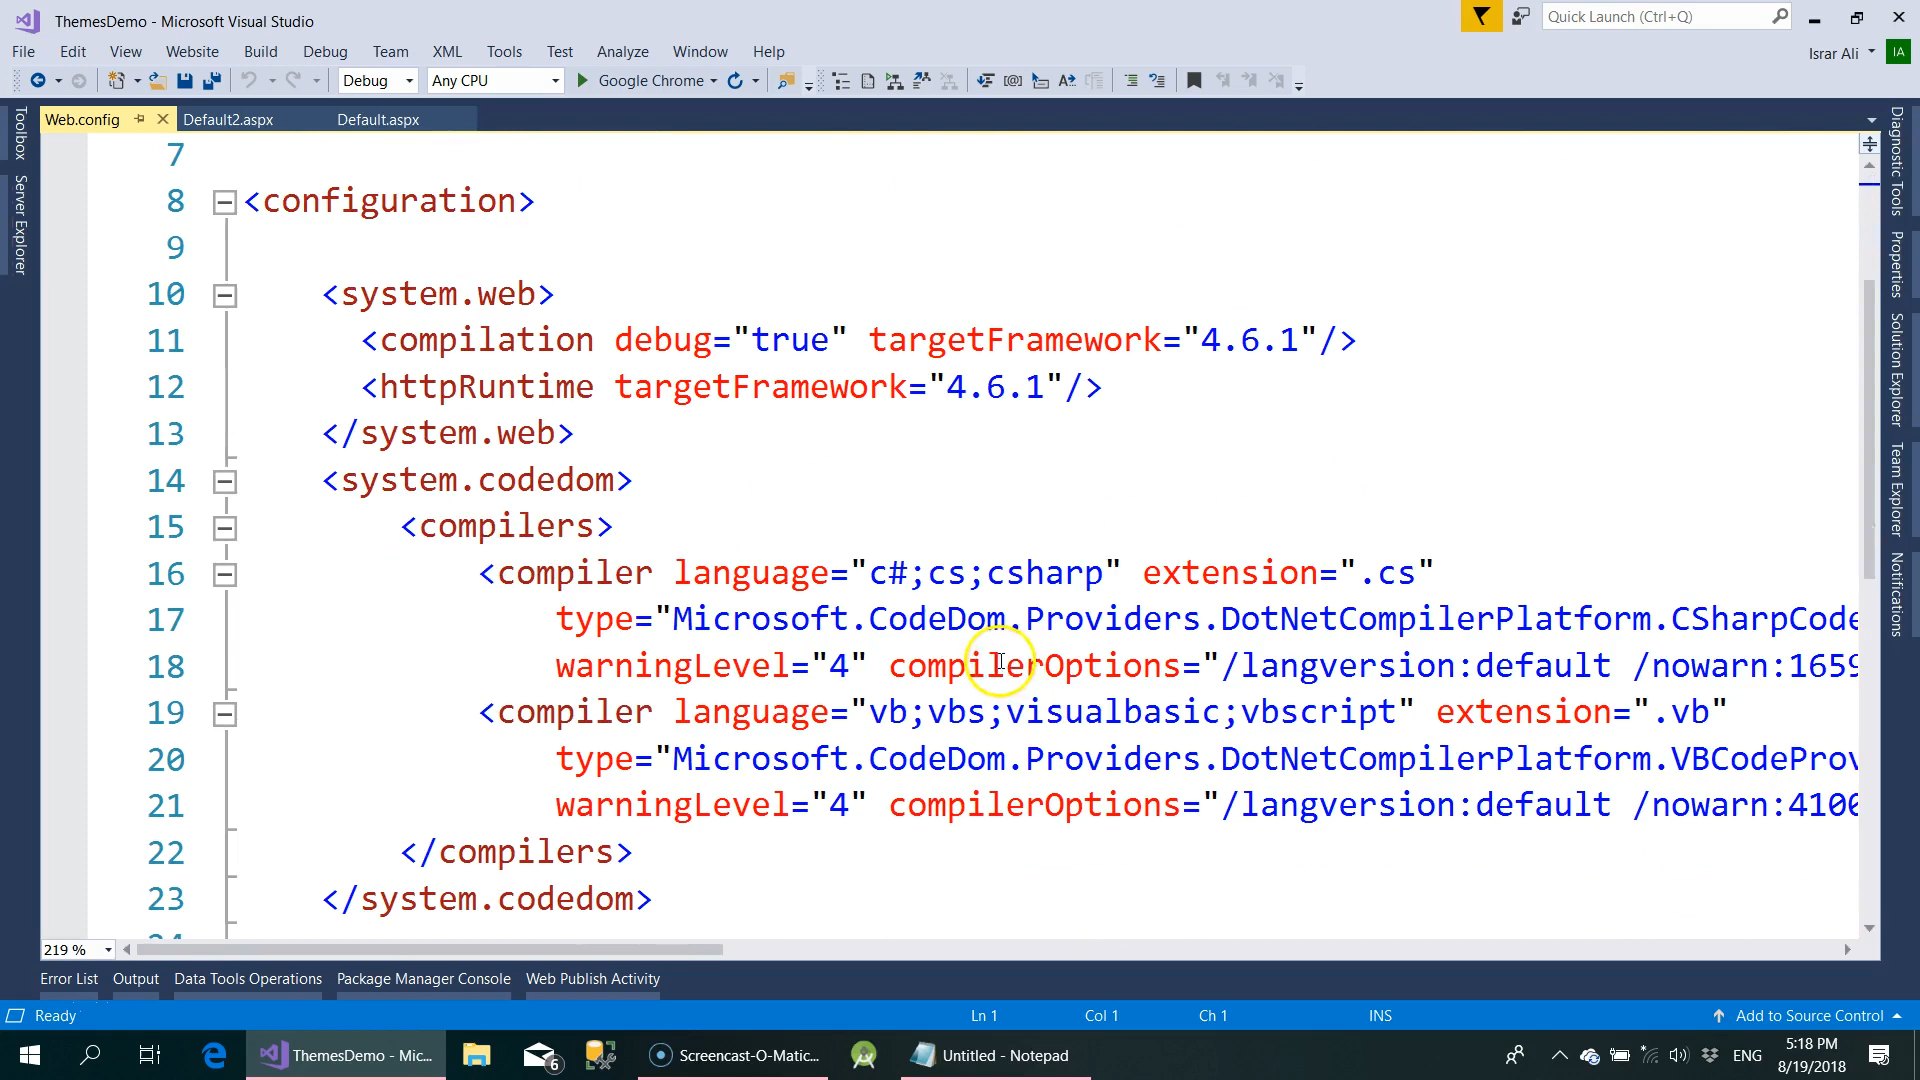 ThemesDemo - Microsoft Visual Studio
Quick Launch (Ctrl+Q)
File Edit View Website Build Debug Team XML Tools Test Analyze Window Help
Israr Ali IA
Debug Any CPU Google Chrome
Web.config Default2.aspx Default.aspx
Toolbox
Server Explorer
7
8 <configuration>
9
10 <system.web>
11 <compilation debug="true" targetFramework="4.6.1"/>
12 <httpRuntime targetFramework="4.6.1"/>
13 </system.web>
14 <system.codedom>
15 <compilers>
16 <compiler language="c#;cs;csharp" extension=".cs"
17 type="Microsoft.CodeDom.Providers.DotNetCompilerPlatform.CSharpCode
18 warningLevel="4" compilerOptions="/langversion:default /nowarn:1659
19 <compiler language="vb;vbs;visualbasic;vbscript" extension=".vb"
20 type="Microsoft.CodeDom.Providers.DotNetCompilerPlatform.VBCodeProv
21 warningLevel="4" compilerOptions="/langversion:default /nowarn:4100
22 </compilers>
23 </system.codedom>
Diagnostic Tools
Properties
Solution Explorer
Team Explorer
Notifications
219 %
Error List Output Data Tools Operations Package Manager Console Web Publish Activity
Ready Ln 1 Col 1 Ch 1 INS Add to Source Control
ThemesDemo - Mic... 6 Screencast-O-Matic... Untitled - Notepad ENG
5:18 PM
8/19/2018